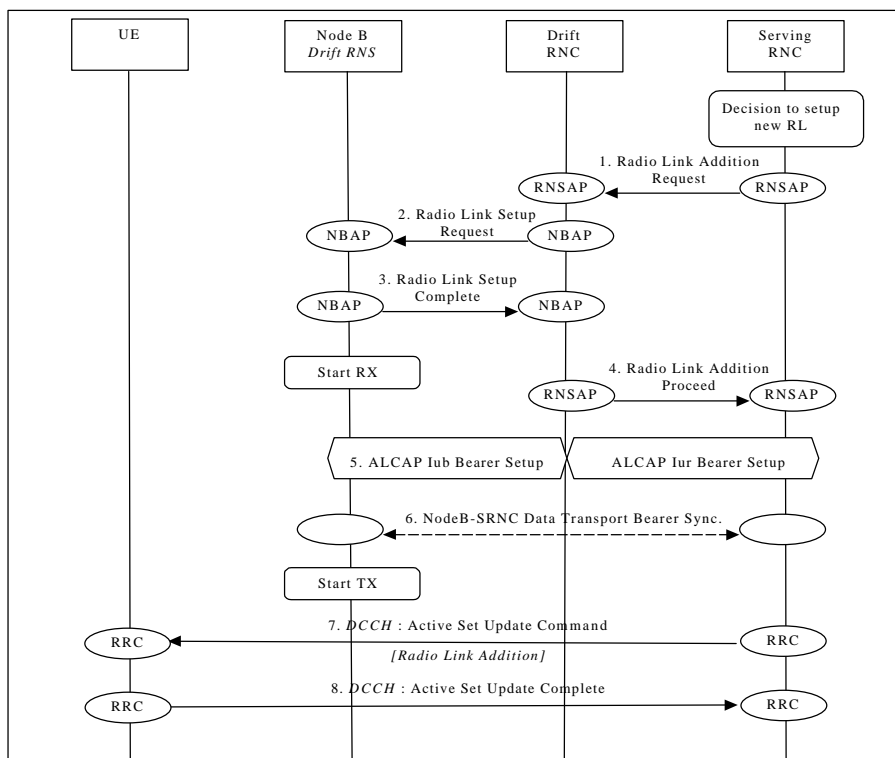 UE
Node B
Drift RNS
Drift
RNC
Serving
RNC
Decision to setup
new RL
1. Radio Link Addition
Request
RNSAP
RNSAP
2. Radio Link Setup
Request
NBAP
NBAP
3. Radio Link Setup
Complete
NBAP
NBAP
Start RX
4. Radio Link Addition
Proceed
RNSAP
RNSAP
5. ALCAP Iub Bearer Setup
ALCAP Iur Bearer Setup
6. NodeB-SRNC Data Transport Bearer Sync.
Start TX
7. DCCH : Active Set Update Command
RRC
RRC
[Radio Link Addition]
8. DCCH : Active Set Update Complete
RRC
RRC